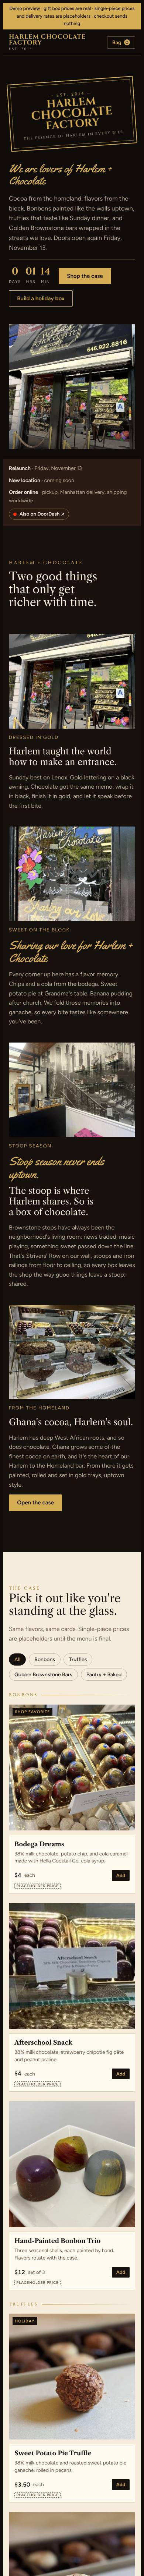 Demo preview · gift box prices are real · single-piece prices
and delivery rates are placeholders · checkout sends
nothing
HARLEM CHOCOLATE
FACTORY
EST. 2014
Bag 0
EST. 2014
HARLEM
CHOCOLATE
FACTORY
THE ESSENCE OF HARLEM IN EVERY BITE
We are lovers of Harlem +
Chocolate
Cocoa from the homeland, flavors from the
block. Bonbons painted like the walls uptown,
truffles that taste like Sunday dinner, and
Golden Brownstone bars wrapped in the
streets we love. Doors open again Friday,
November 13.
0 01 14
DAYS HRS MIN
Shop the case
Build a holiday box
646.922.8816
A
Relaunch · Friday, November 13
New location · coming soon
Order online · pickup, Manhattan delivery, shipping
worldwide
Also on DoorDash ↗
HARLEM + CHOCOLATE
Two good things
that only get
richer with time.
A
DRESSED IN GOLD
Harlem taught the world
how to make an entrance.
Sunday best on Lenox. Gold lettering on a black
awning. Chocolate got the same memo: wrap it
in black, finish it in gold, and let it speak before
the first bite.
Harlem Chocolate
Sharing our
SWEET ON THE BLOCK
Sharing our love for Harlem +
Chocolate
Every corner up here has a flavor memory.
Chips and a cola from the bodega. Sweet
potato pie at Grandma's table. Banana pudding
after church. We fold those memories into
ganache, so every bite tastes like somewhere
you've been.
STOOP SEASON
Stoop season never ends
uptown.
The stoop is where
Harlem shares. So is
a box of chocolate.
Brownstone steps have always been the
neighborhood's living room: news traded, music
playing, something sweet passed down the line.
That's Strivers' Row on our wall, stoops and iron
railings from floor to ceiling, so every box leaves
the shop the way good things leave a stoop:
shared.
FROM THE HOMELAND
Ghana's cocoa, Harlem's soul.
Harlem has deep West African roots, and so
does chocolate. Ghana grows some of the
finest cocoa on earth, and it's the heart of our
Harlem to the Homeland bar. From there it gets
painted, rolled and set in gold trays, uptown
style.
Open the case
THE CASE
Pick it out like you're
standing at the glass.
Same flavors, same cards. Single-piece prices
are placeholders until the menu is final.
All
Bonbons
Truffles
Golden Brownstone Bars
Pantry + Baked
BONBONS
SHOP FAVORITE
Bodega Dreams
38% milk chocolate, potato chip, and cola caramel
made with Hella Cocktail Co. cola syrup.
$4 each
Add
PLACEHOLDER PRICE
Afterschool Snack
Afterschool Snack
38% milk chocolate, strawberry chipotle fig pâte
and peanut praline.
$4 each
Add
PLACEHOLDER PRICE
Hand-Painted Bonbon Trio
Three seasonal shells, each painted by hand.
Flavors rotate with the case.
$12 set of 3
Add
PLACEHOLDER PRICE
TRUFFLES
HOLIDAY
Sweet Potato Pie Truffle
38% milk chocolate and roasted sweet potato pie
ganache, rolled in pecans.
$3.50 each
Add
PLACEHOLDER PRICE